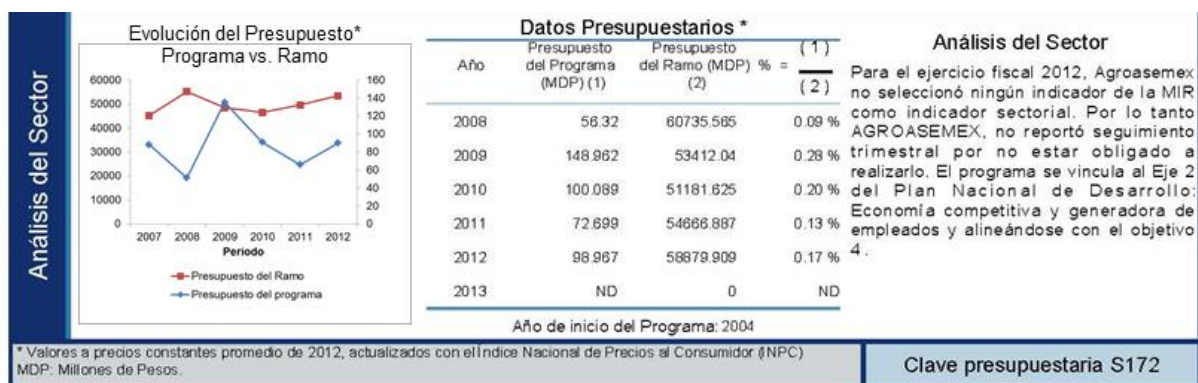 Análisis del Sector
Evolución del Presupuesto*
Programa vs. Ramo
60000
50000
40000
30000
20000
10000
0
160
140
120
100
80
60
40
20
0
2007 2008 2009 2010 2011 2012
Periodo
Presupuesto del Ramo
Presupuesto del programa
Datos Presupuestarios *
Año Presupuesto del Programa (MDP) (1) Presupuesto del Ramo (MDP) (2) % = (1) / (2)
2008 56.32 60735.565 0.09 %
2009 148.962 53412.04 0.28 %
2010 100.089 51181.625 0.20 %
2011 72.699 54666.887 0.13 %
2012 98.967 58879.909 0.17 %
2013 ND 0 ND
Año de inicio del Programa: 2004
Análisis del Sector
Para el ejercicio fiscal 2012, Agroasemex
no seleccionó ningún indicador de la MIR
como indicador sectorial. Por lo tanto
AGROASEMEX, no reportó seguimiento
trimestral por no estar obligado a
realizarlo. El programa se vincula al Eje 2
del Plan Nacional de Desarrollo:
Economía competitiva y generadora de
empleados y alineándose con el objetivo
4 .
* Valores a precios constantes promedio de 2012, actualizados con el Índice Nacional de Precios al Consumidor (INPC)
MDP: Millones de Pesos.
Clave presupuestaria S172